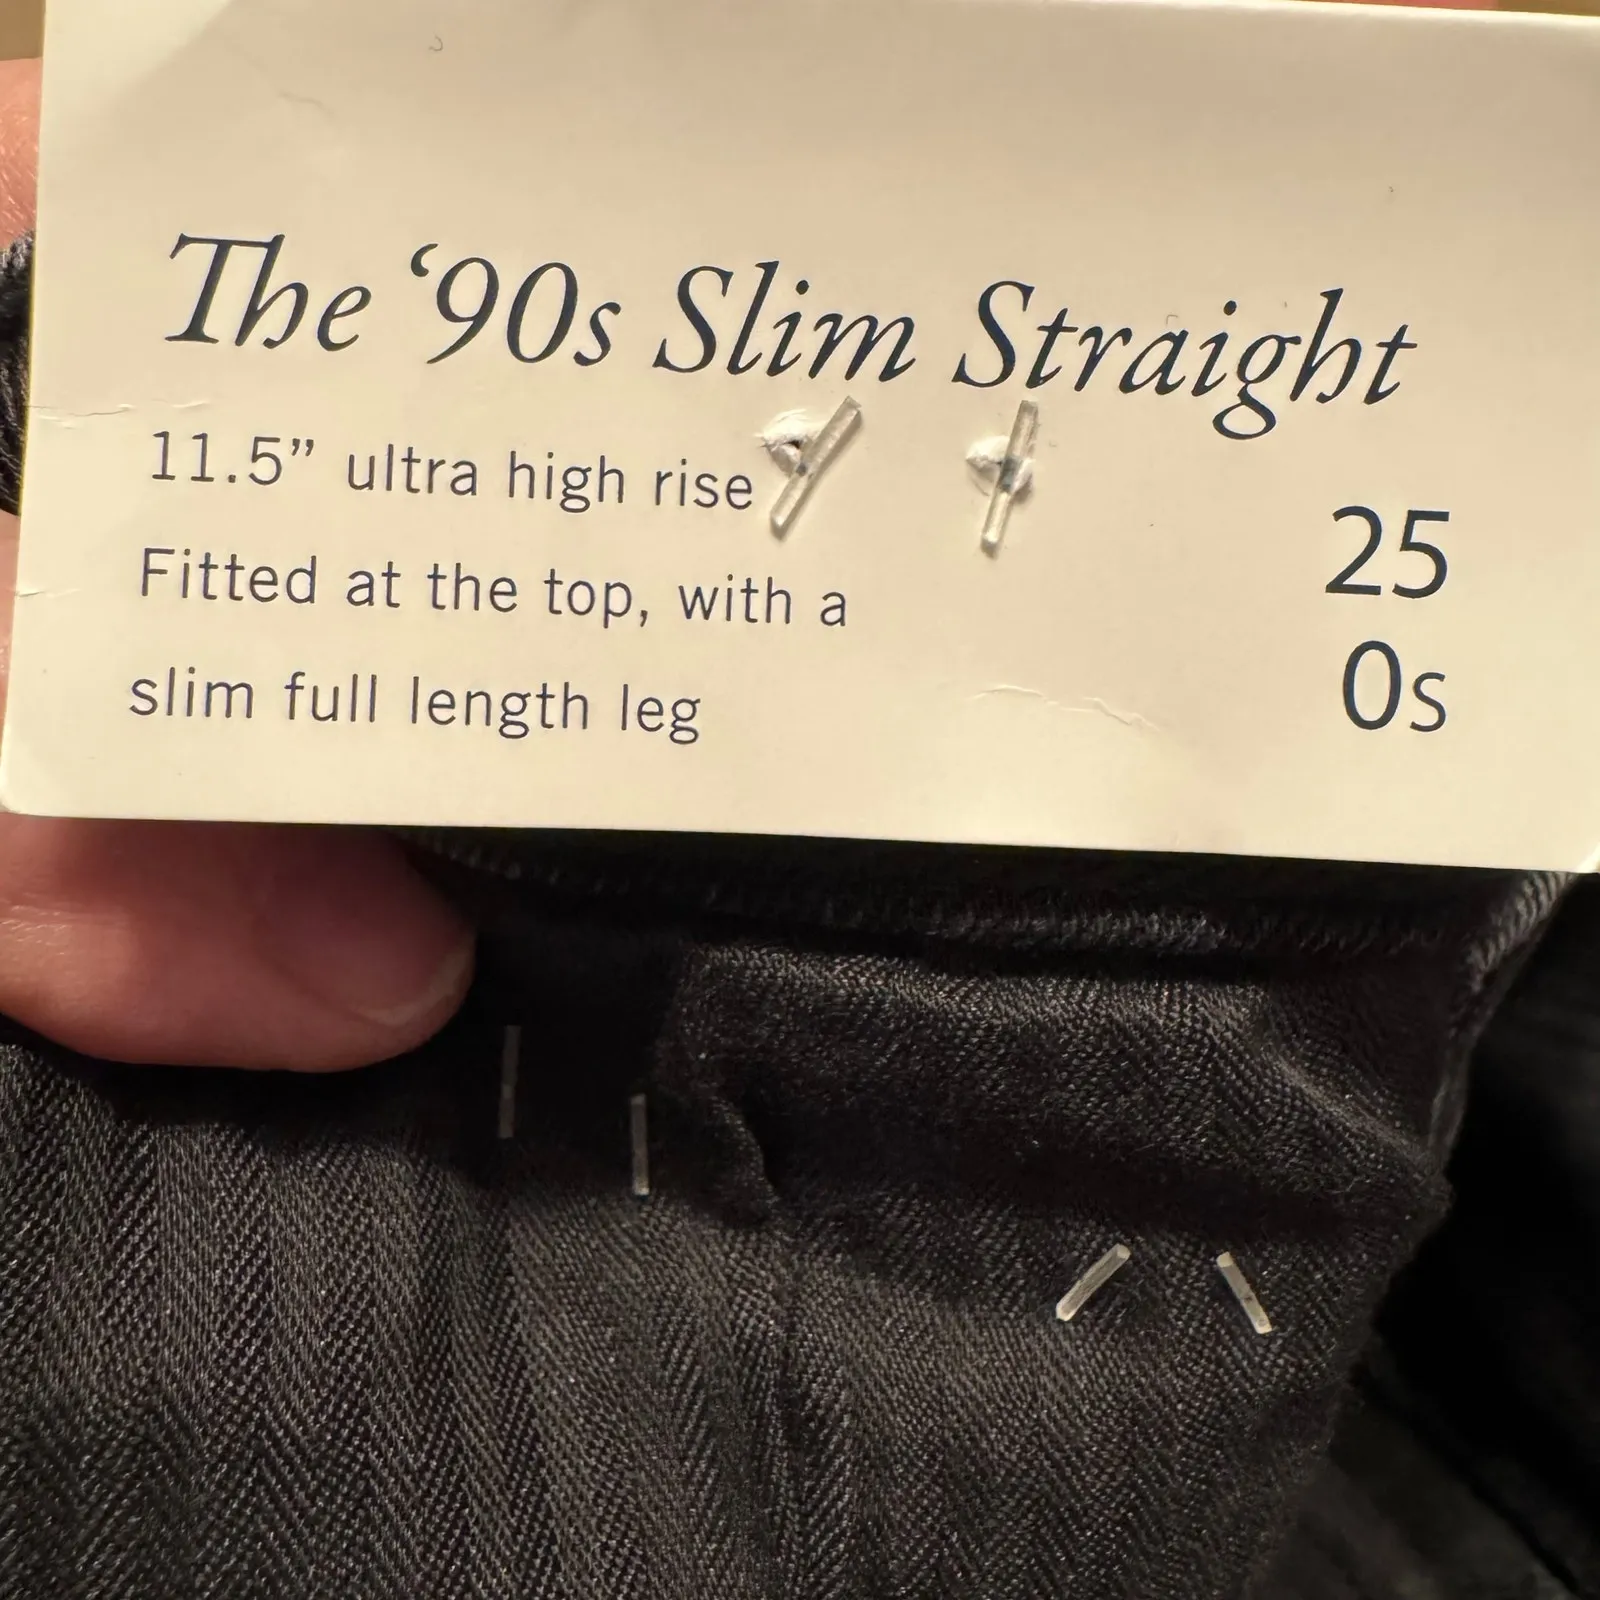 The ‘90s Slim Straight
11.5” ultra high rise
Fitted at the top, with a
slim full length leg
25
0s